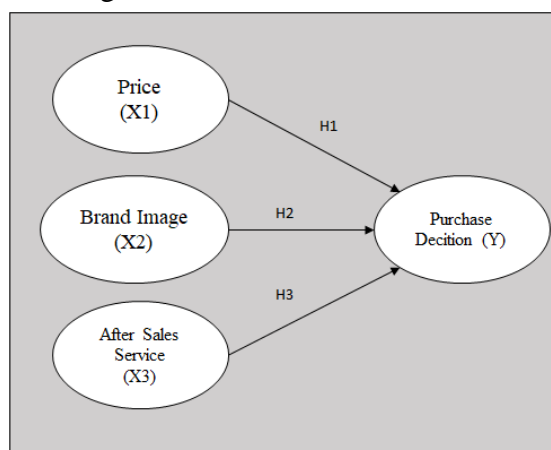 Price
(X1)
H1
Brand Image
(X2)
H2
Purchase
Decition (Y)
H3
After Sales
Service
(X3)